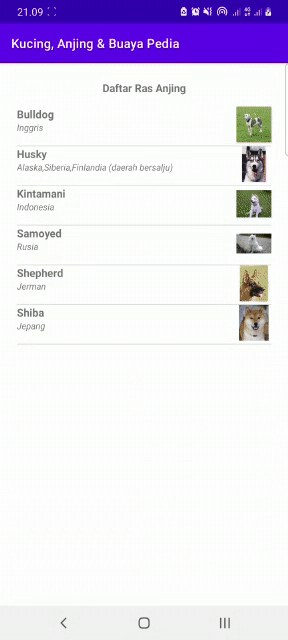 21.09
Kucing, Anjing & Buaya Pedia
Daftar Ras Anjing
Bulldog
Inggris
Husky
Alaska,Siberia,Finlandia (daerah bersalju)
Kintamani
Indonesia
Samoyed
Rusia
Shepherd
Jerman
Shiba
Jepang